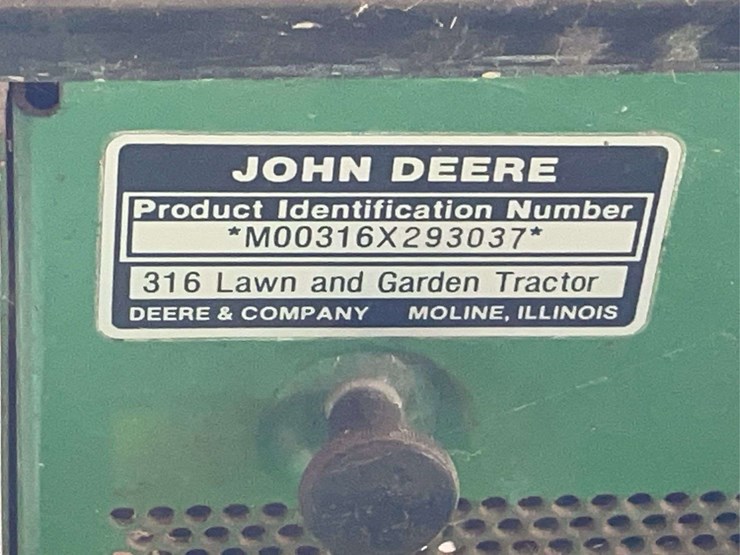 JOHN DEERE
Product Identification Number
*M00316X293037*
316 Lawn and Garden Tractor
DEERE & COMPANY MOLINE, ILLINOIS